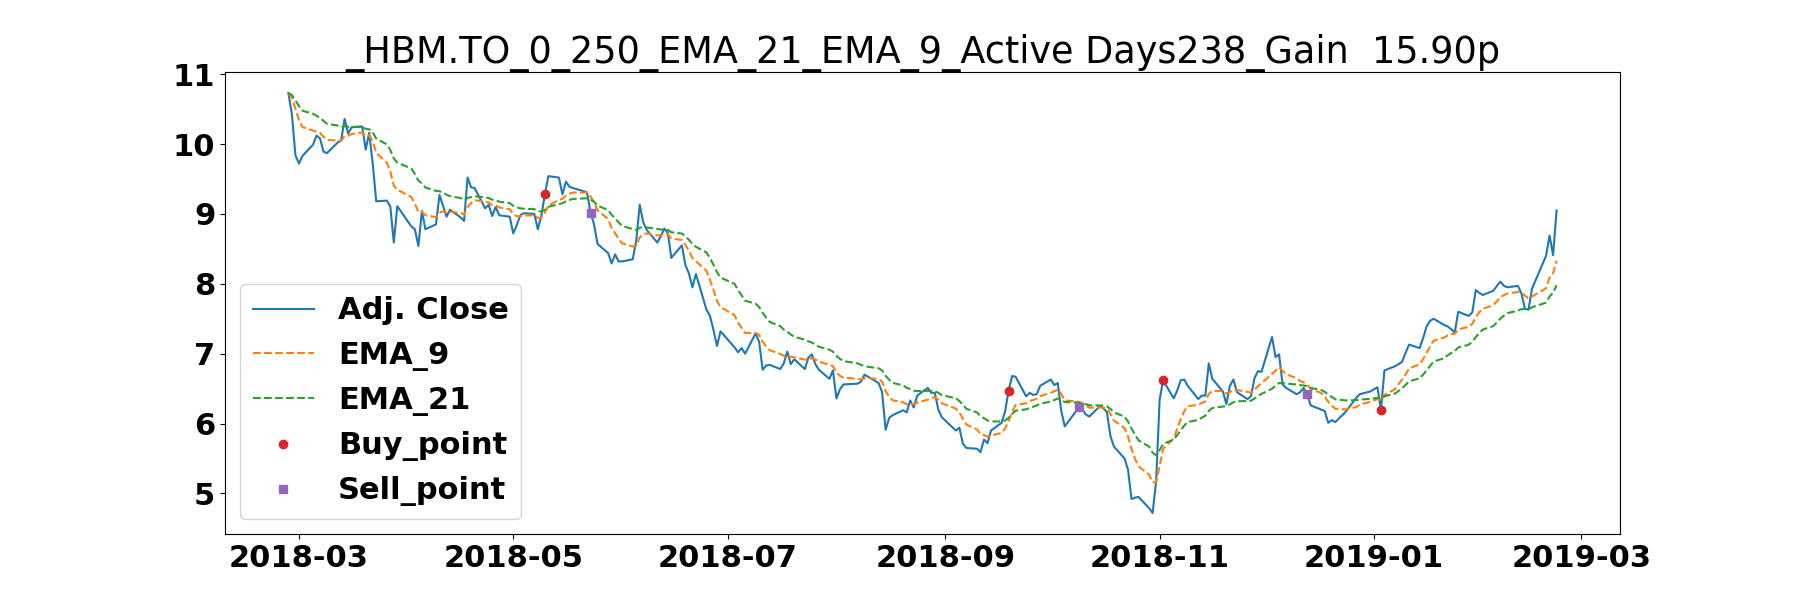 _HBM.TO_0_250_EMA_21_EMA_9_Active Days238_Gain  15.90p
11
10
9
8
7
6
5
Adj. Close
EMA_9
EMA_21
Buy_point
Sell_point
2018-03 2018-05 2018-07 2018-09 2018-11 2019-01 2019-03